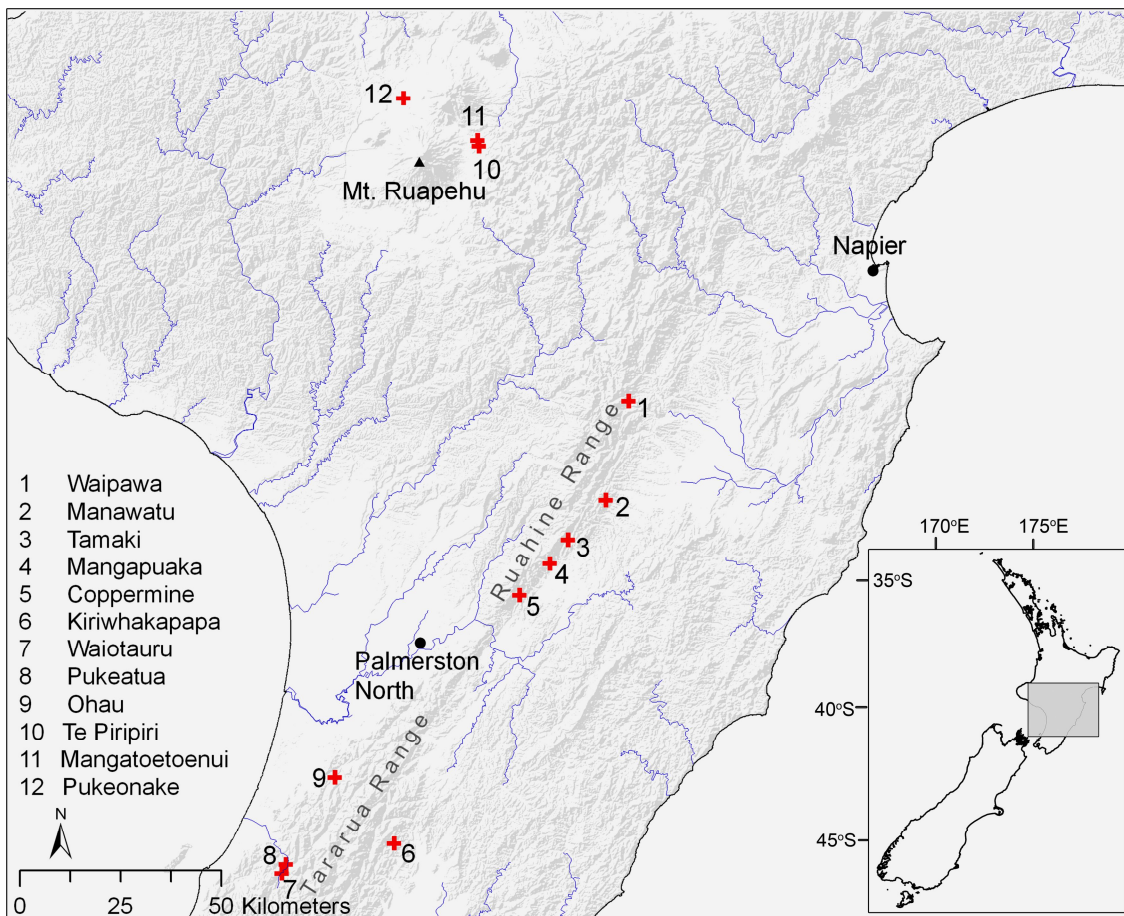 12
11
10
Mt. Ruapehu
Napier
1
Ruahine Range
2
3
4
5
Palmerston
North
1 Waipawa
2 Manawatu
3 Tamaki
4 Mangapuaka
5 Coppermine
6 Kiriwhakapapa
7 Waiotauru
8 Pukeatua
9 Ohau
10 Te Piripiri
11 Mangatoetoenui
12 Pukeonake
N
0 25 50 Kilometers
9
Tararua Range
6
8
7
170°E 175°E
35°S
40°S
45°S